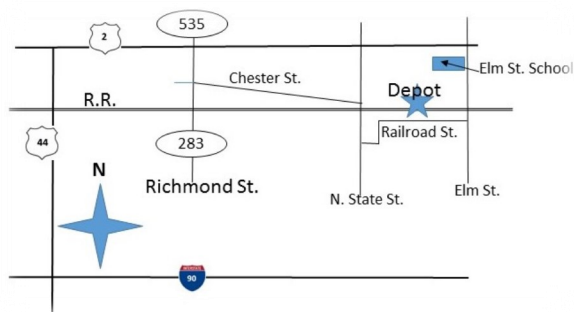 535
2
Elm St. School
Chester St.
Depot
R.R.
Railroad St.
283
44
N
Richmond St.
Elm St.
N. State St.
90